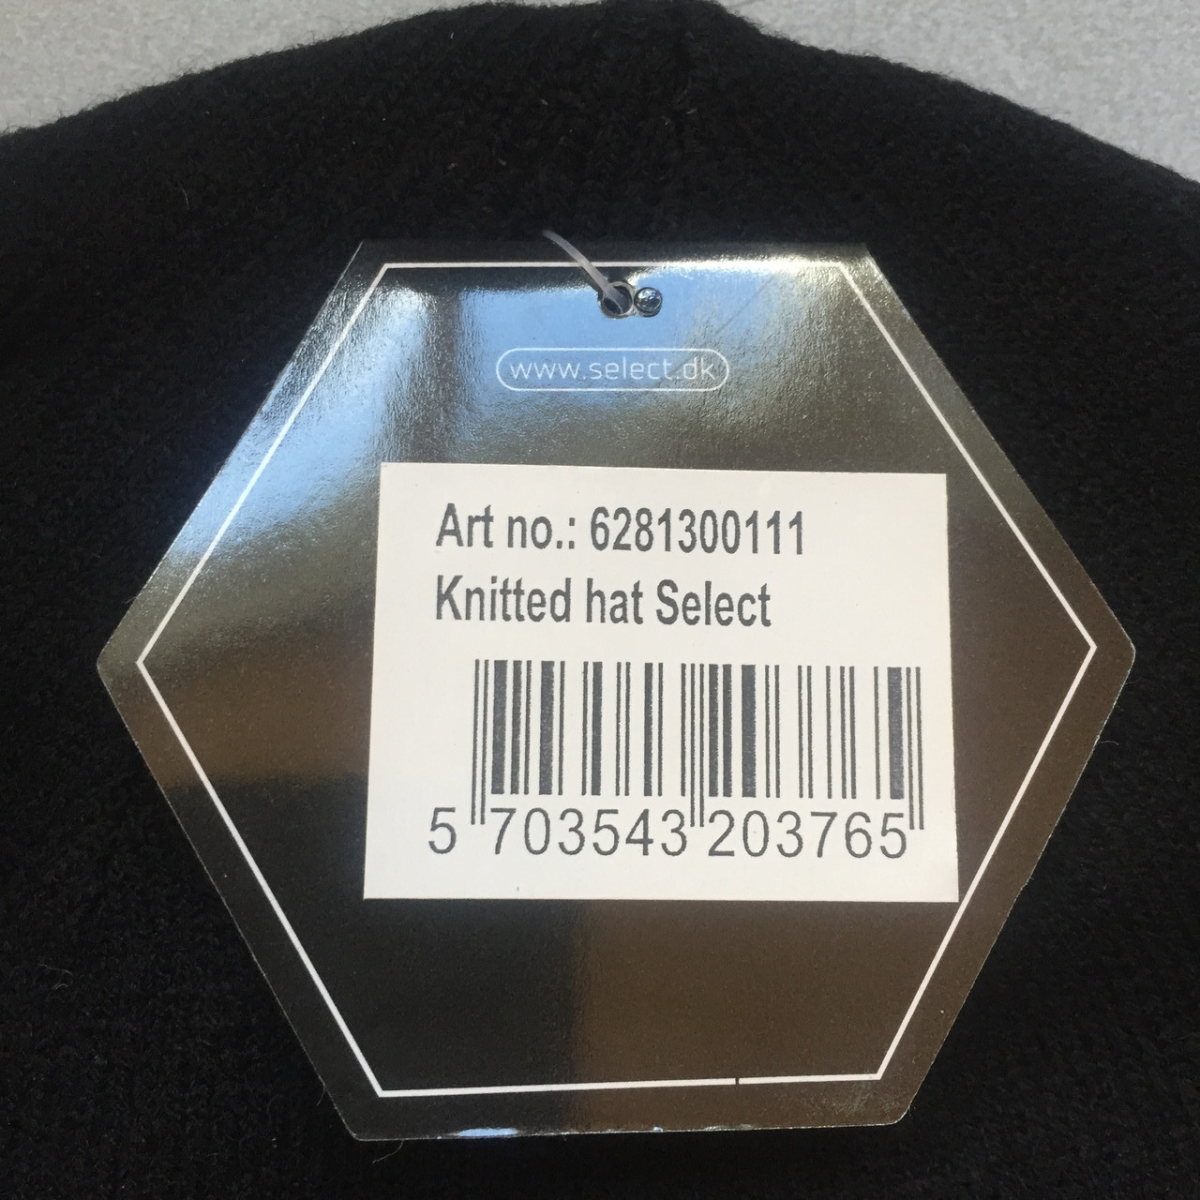 www.select.dk
Art no.: 6281300111
Knitted hat Select
5 703543 203765